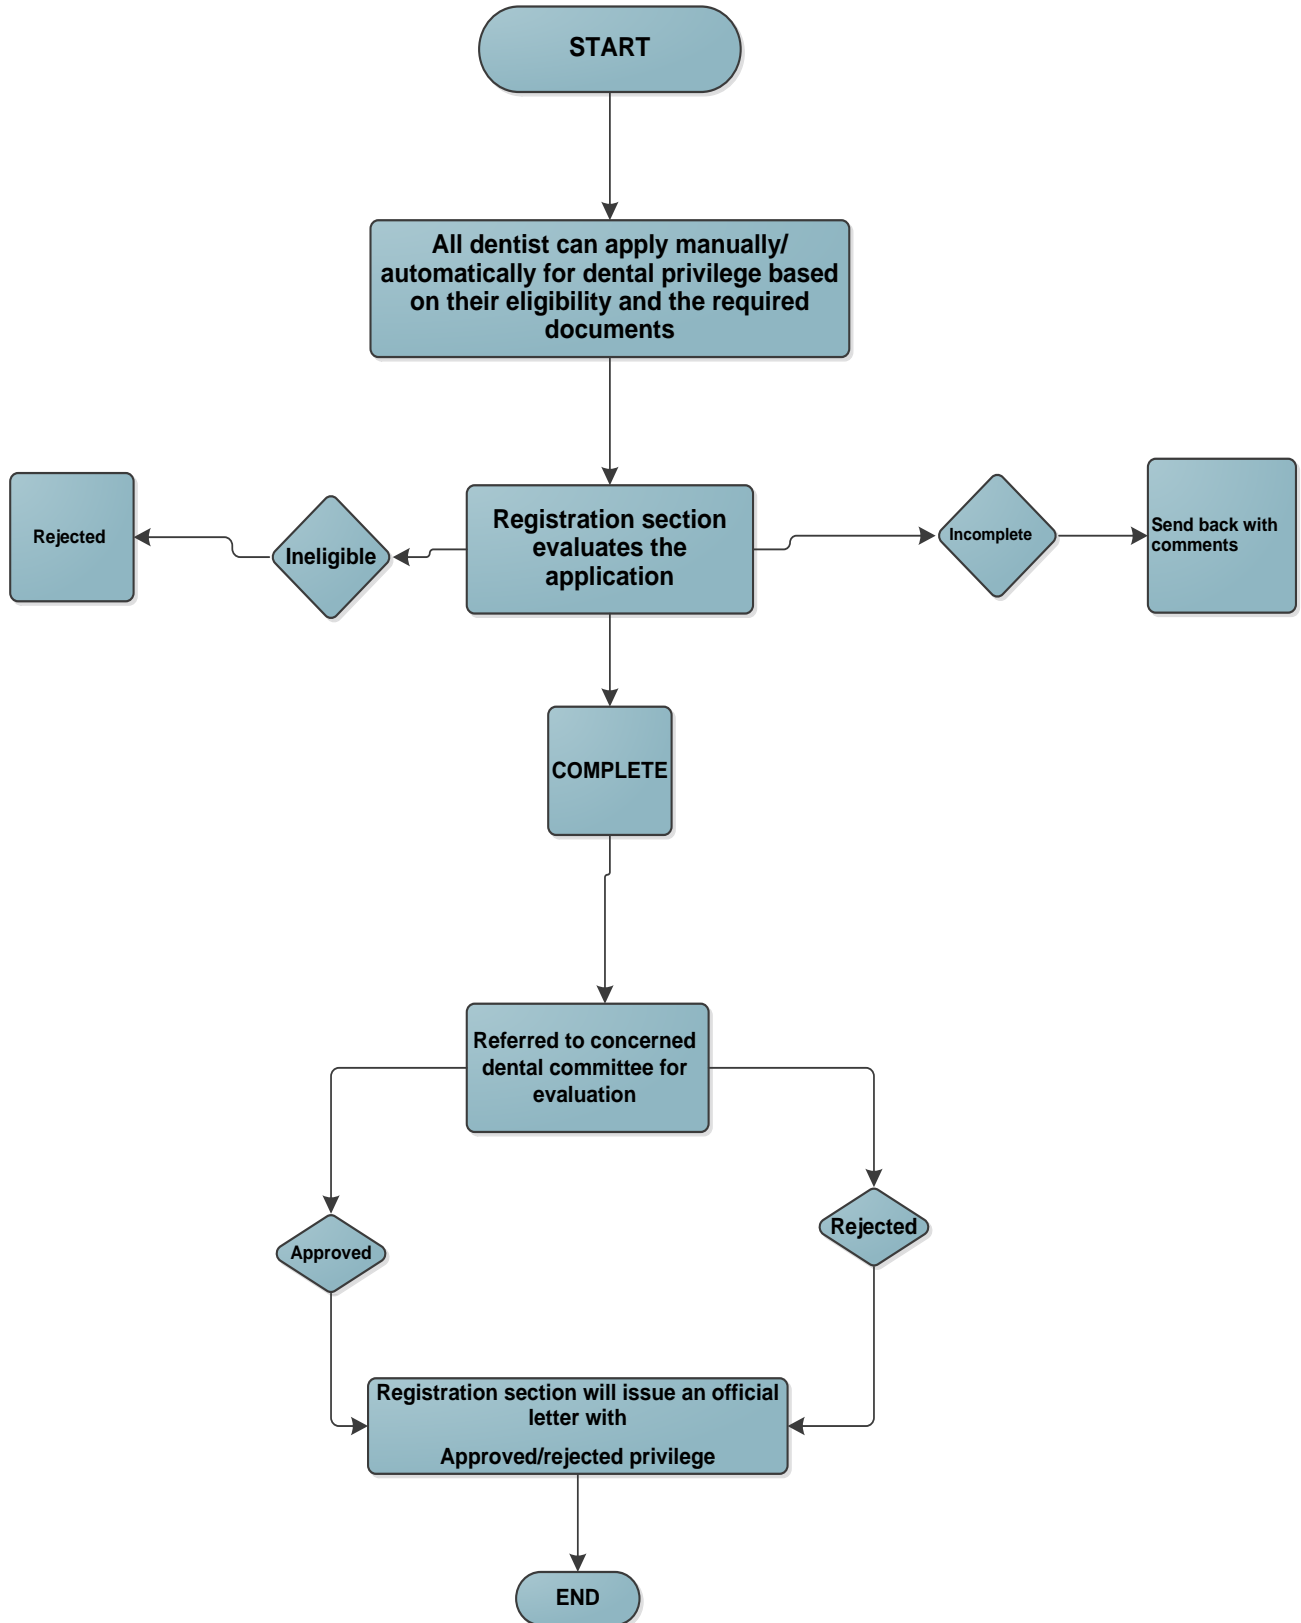 START
All dentist can apply manually/
automatically for dental privilege based
on their eligibility and the required
documents
Rejected
Ineligible
Registration section
evaluates the
application
Incomplete
Send back with
comments
COMPLETE
Referred to concerned
dental committee for
evaluation
Approved
Rejected
Registration section will issue an official
letter with
Approved/rejected privilege
END